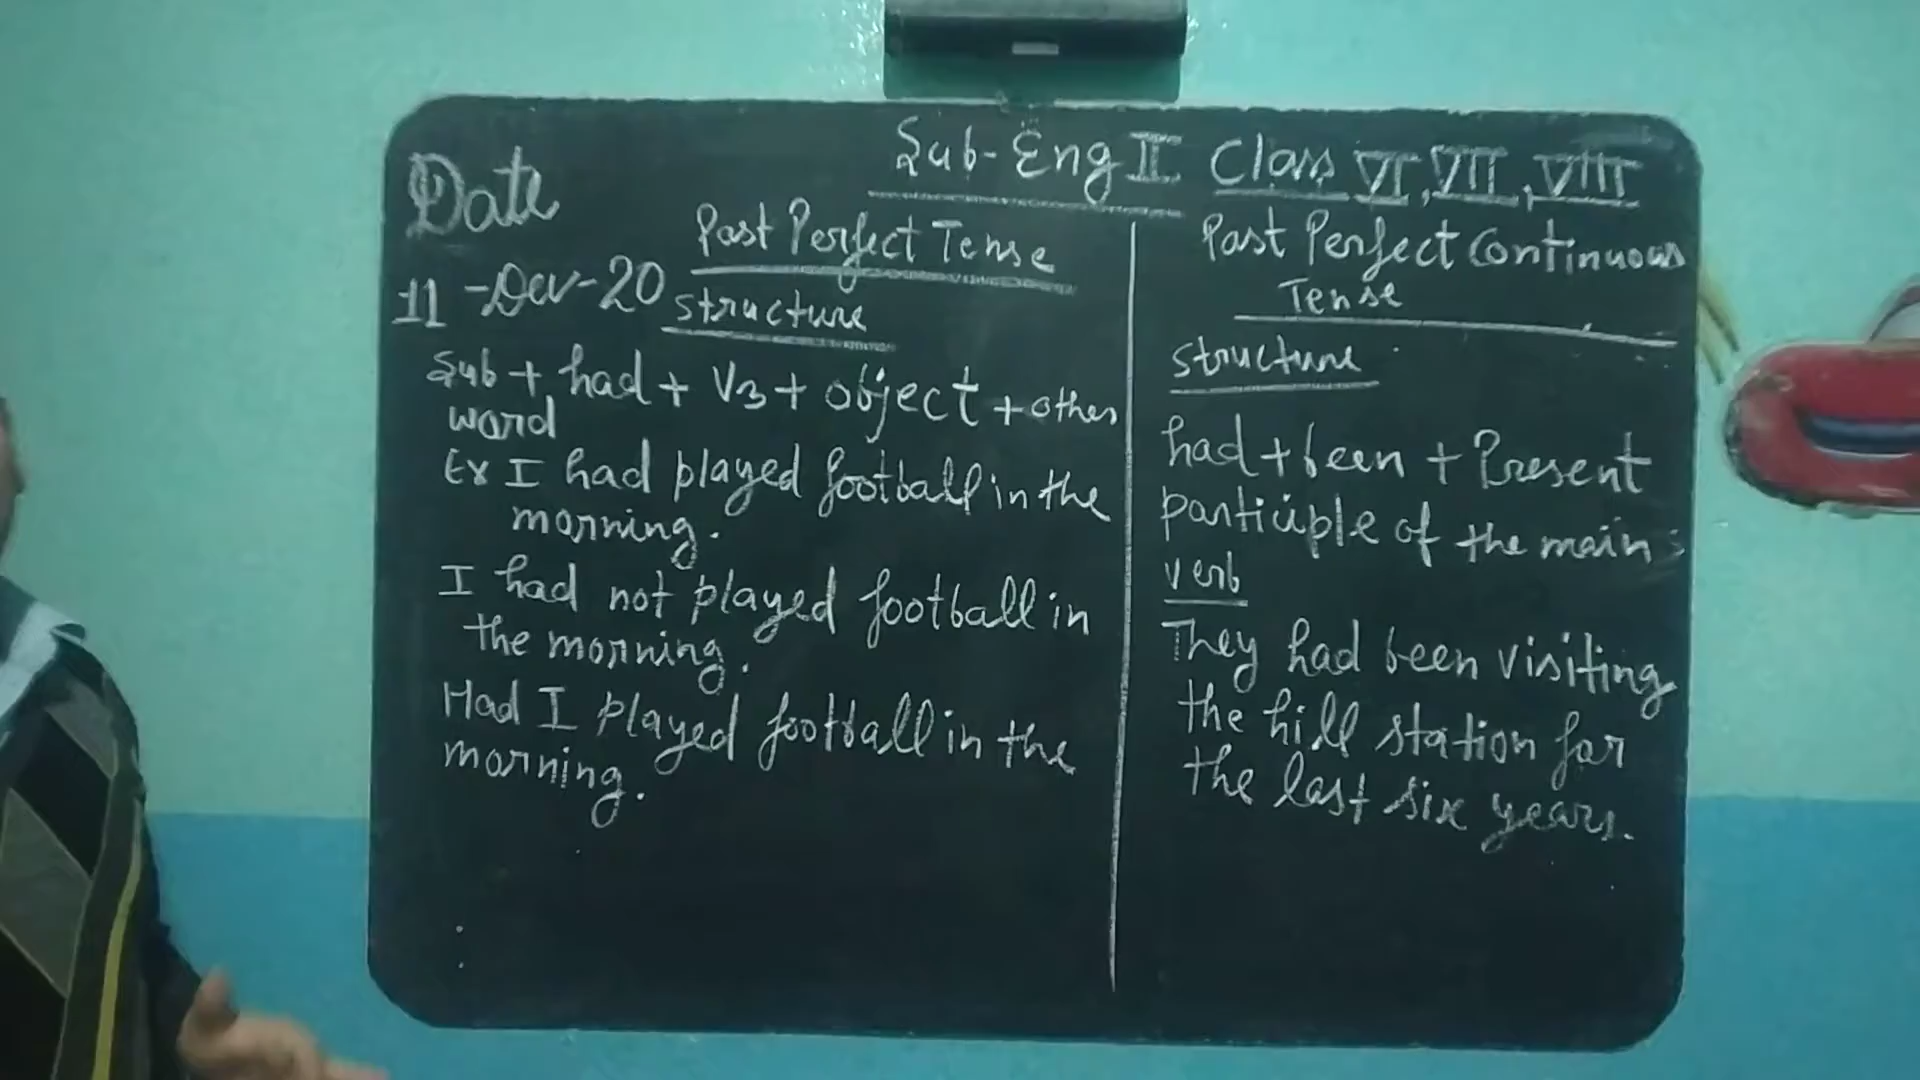 Sub- Eng II Class VI, VII, VIII
Date
11 -Dec-20
Past Perfect Tense
structure
Sub + had + V3 + object + other
word
Ex I had played football in the
morning.
I had not played football in
the morning.
Had I played football in the
morning.
Past Perfect Continuous
Tense
structure
had + been + Present
participle of the main
verb
They had been visiting
the hill station for
the last six years.